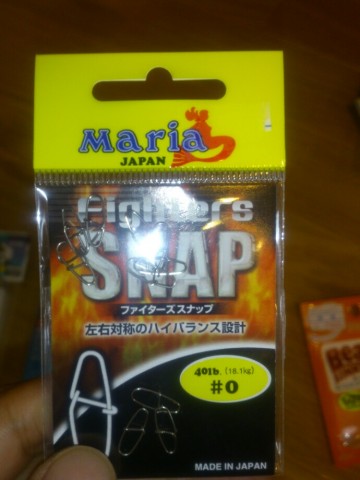 Maria
JAPAN
Fighters
SNAP
ファイターズスナップ
左右対称のハイバランス設計
40lb. (18.1kg)
#0
MADE IN JAPAN